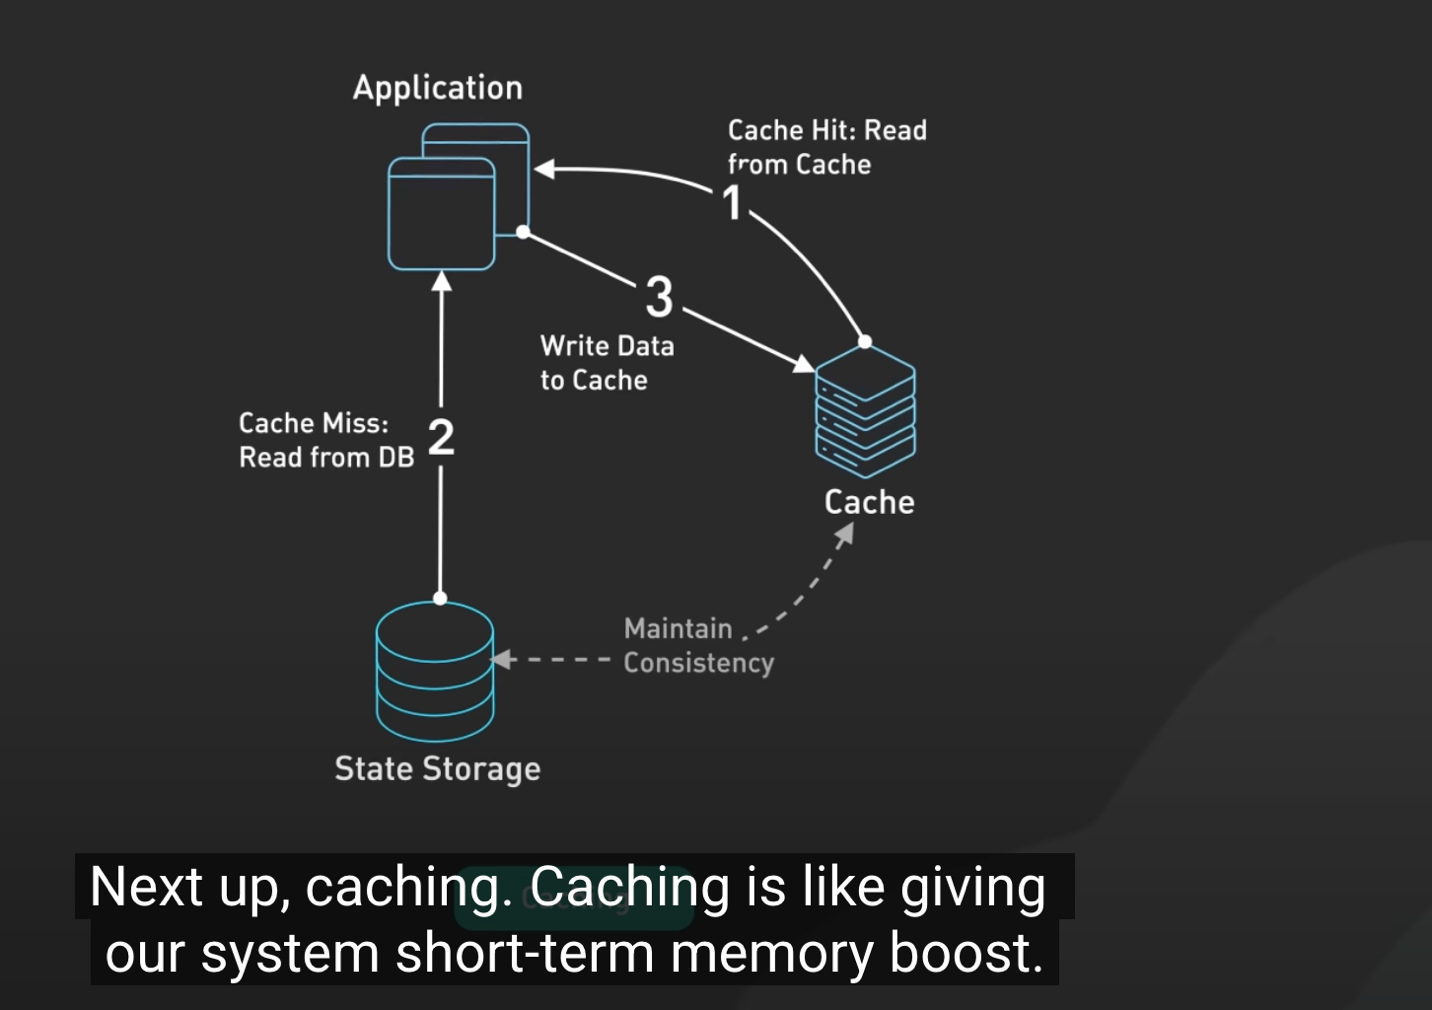 Application
Cache Hit: Read
from Cache
1
3
Write Data
to Cache
Cache Miss:
Read from DB
2
Cache
Maintain
Consistency
State Storage
Next up, caching. Caching is like giving
our system short-term memory boost.